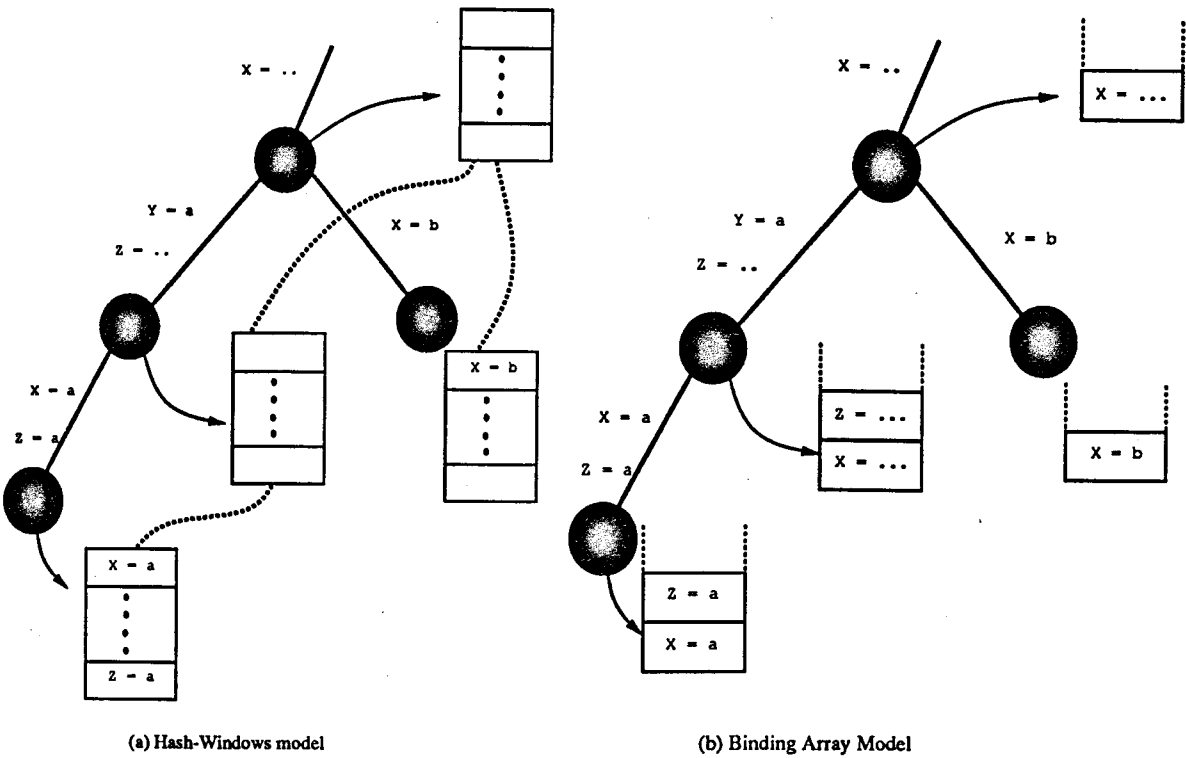 X = ..
Y = a
Z = ..
X = b
X = a
Z = a
X = b
X = a
Z = a
(a) Hash-Windows model
X = ..
X = ...
Y = a
Z = ..
X = b
X = a
Z = a
Z = ...
X = ...
X = b
Z = a
X = a
(b) Binding Array Model